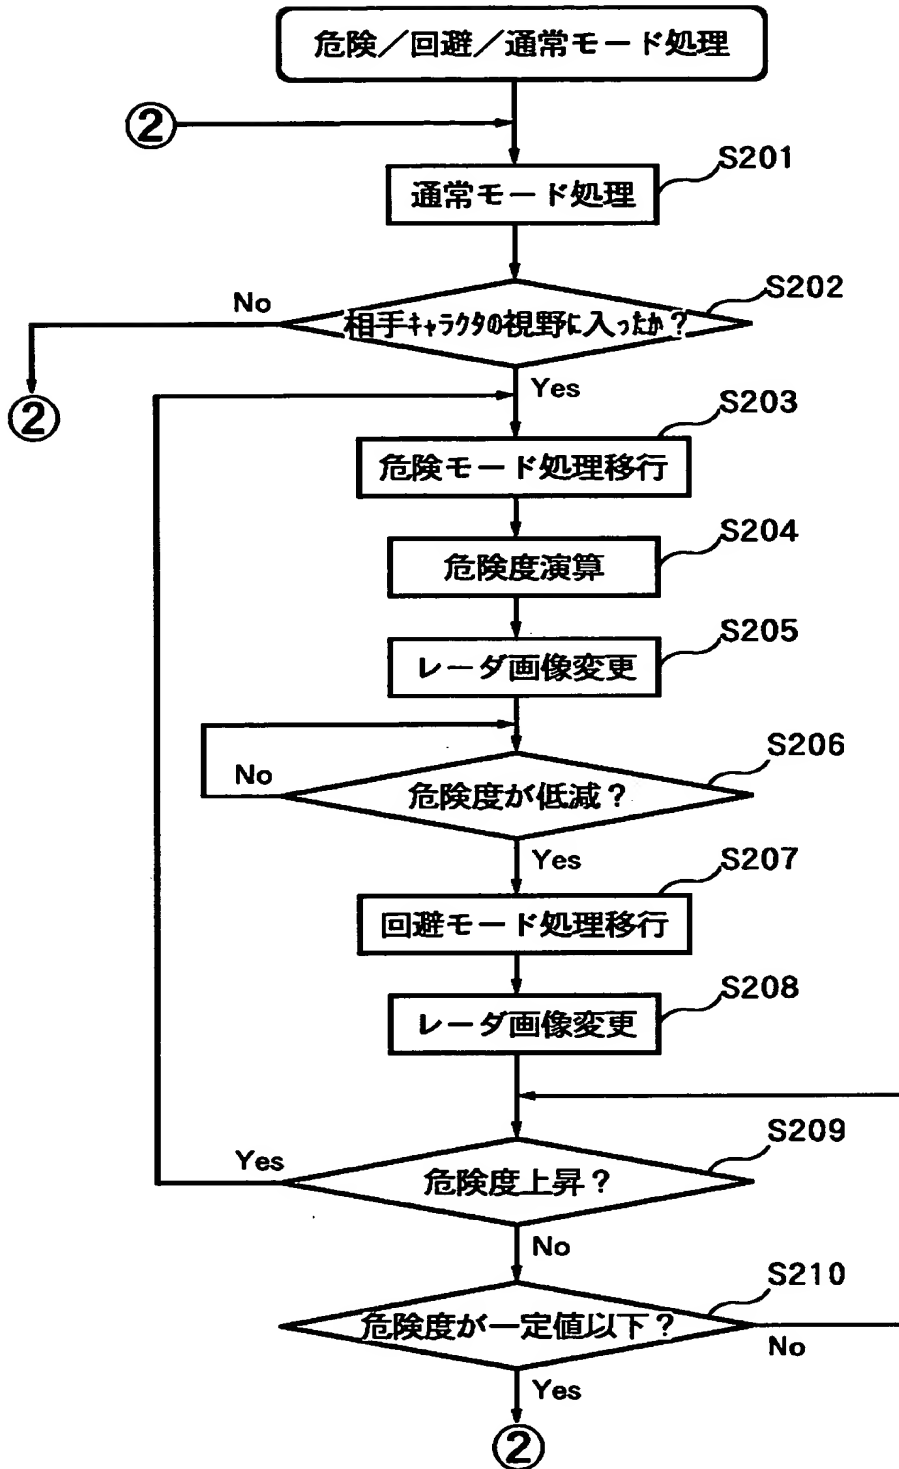 危険／回避／通常モード処理
②
S201
通常モード処理
S202
No
相手キャラクタの視野に入ったか？
Yes
②
S203
危険モード処理移行
S204
危険度演算
S205
レーダ画像変更
S206
No
危険度が低減？
Yes
S207
回避モード処理移行
S208
レーダ画像変更
S209
Yes
危険度上昇？
No
S210
危険度が一定値以下？
No
Yes
②